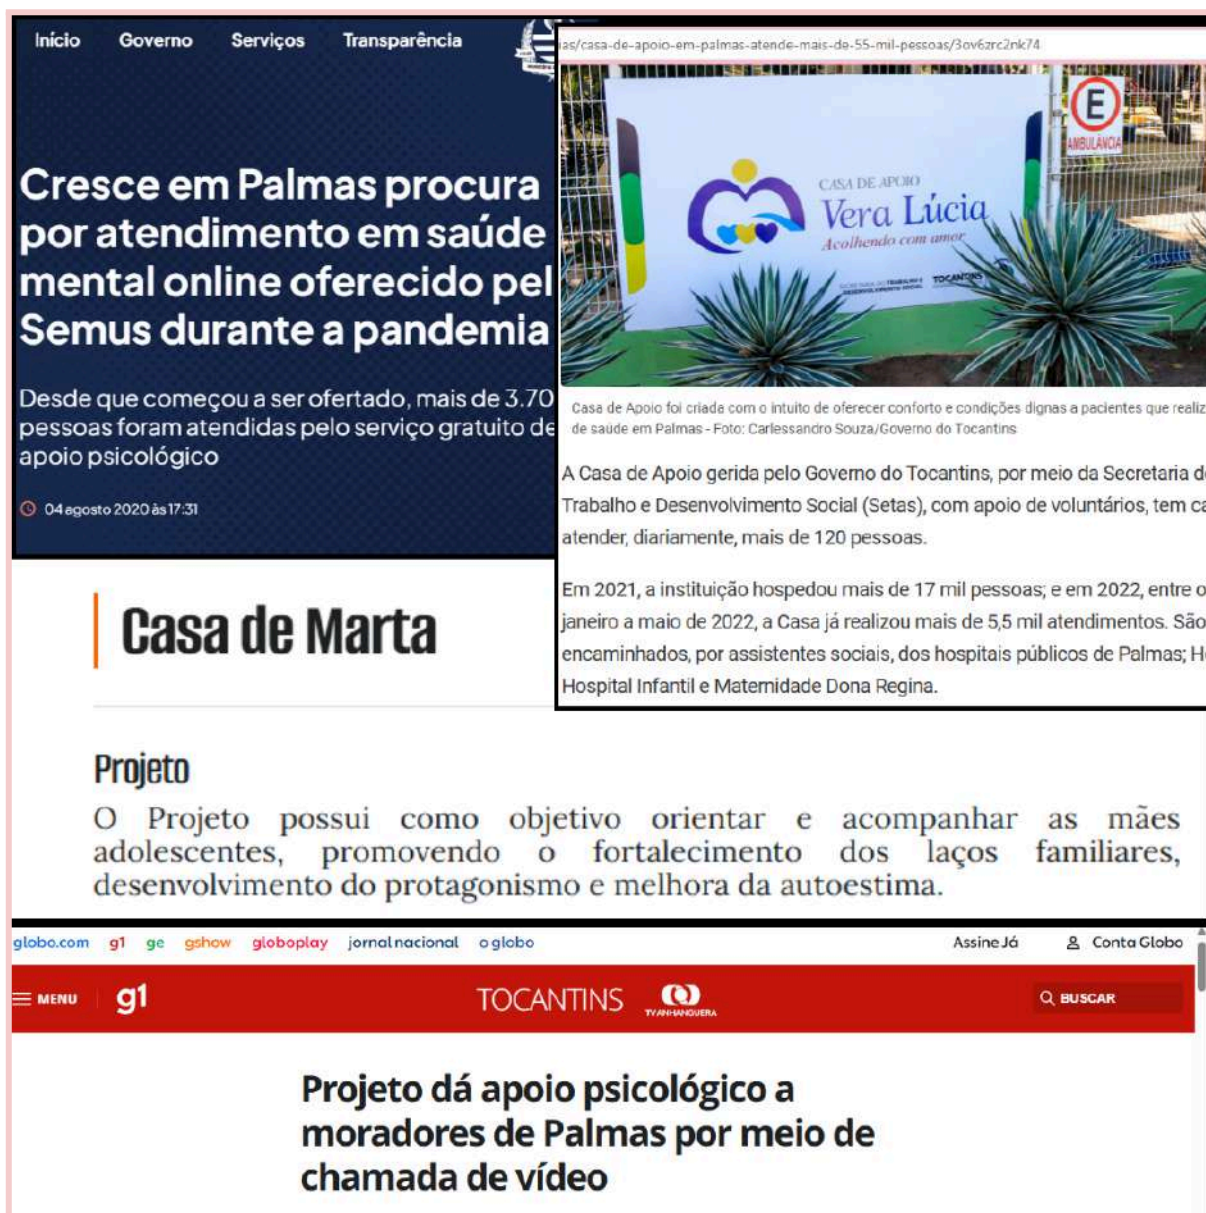 Início Governo Serviços Transparência
Cresce em Palmas procura
por atendimento em saúde
mental online oferecido pel
Semus durante a pandemia
Desde que começou a ser ofertado, mais de 3.70
pessoas foram atendidas pelo serviço gratuito de
apoio psicológico
04 agosto 2020 às 17:31
ias/casa-de-apoio-em-palmas-atende-mais-de-55-mil-pessoas/3ov6zrc2nk74
E
AMBULÂNCIA
CASA DE APOIO
Vera Lúcia
Acolhendo com amor
SECRETARIA DO TRABALHO E
DESENVOLVIMENTO SOCIAL
TOCANTINS
Casa de Apoio foi criada com o intuito de oferecer conforto e condições dignas a pacientes que realiz
de saúde em Palmas - Foto: Carlessandro Souza/Governo do Tocantins
A Casa de Apoio gerida pelo Governo do Tocantins, por meio da Secretaria d
Trabalho e Desenvolvimento Social (Setas), com apoio de voluntários, tem ca
atender, diariamente, mais de 120 pessoas.
Em 2021, a instituição hospedou mais de 17 mil pessoas; e em 2022, entre o
janeiro a maio de 2022, a Casa já realizou mais de 5,5 mil atendimentos. São
encaminhados, por assistentes sociais, dos hospitais públicos de Palmas; H
Hospital Infantil e Maternidade Dona Regina.
Casa de Marta
Projeto
O Projeto possui como objetivo orientar e acompanhar as mães
adolescentes, promovendo o fortalecimento dos laços familiares,
desenvolvimento do protagonismo e melhora da autoestima.
globo.com g1 ge gshow globoplay jornal nacional o globo Assine Já Conta Globo
MENU g1 TOCANTINS TV ANHANGUERA BUSCAR
Projeto dá apoio psicológico a
moradores de Palmas por meio de
chamada de vídeo